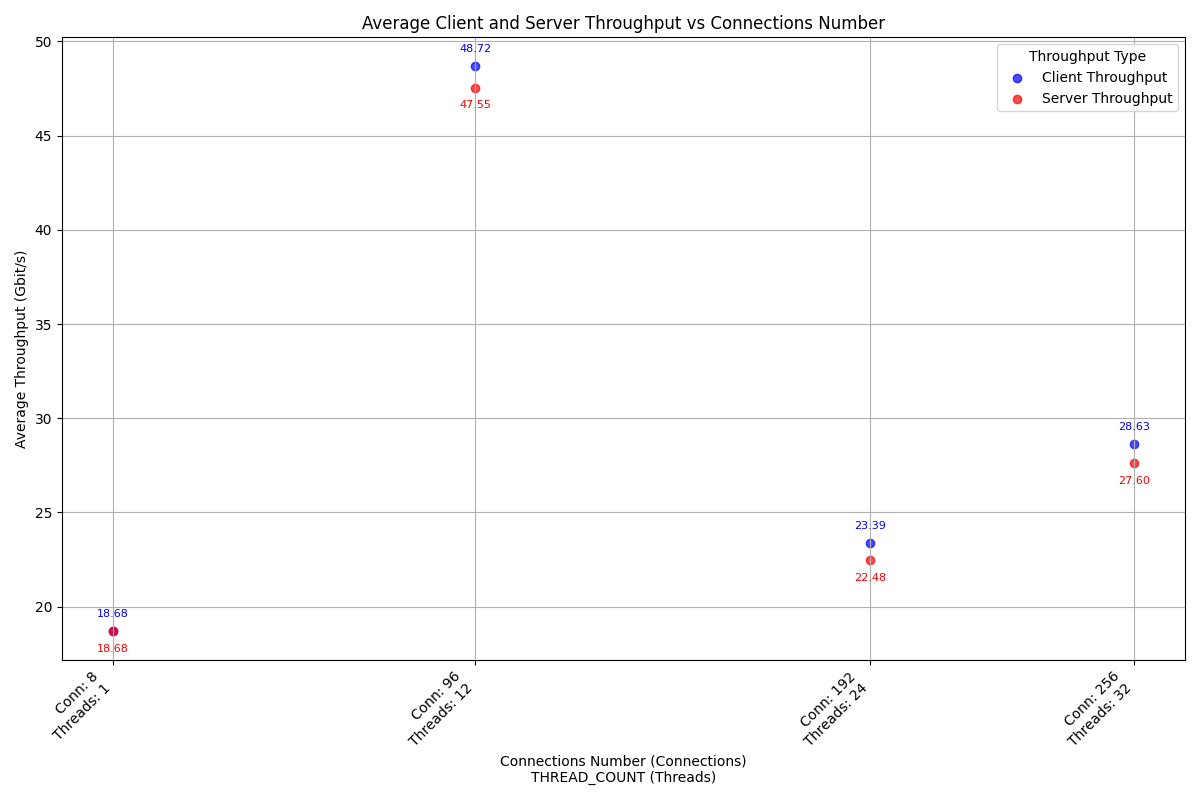 Average Client and Server Throughput vs Connections Number
Throughput Type
Client Throughput
Server Throughput
Average Throughput (Gbit/s)
50
45
40
35
30
25
20
48.72
47.55
28.63
27.60
23.39
22.48
18.68
18.68
Conn: 8
Threads: 1
Conn: 96
Threads: 12
Conn: 192
Threads: 24
Conn: 256
Threads: 32
Connections Number (Connections)
THREAD_COUNT (Threads)